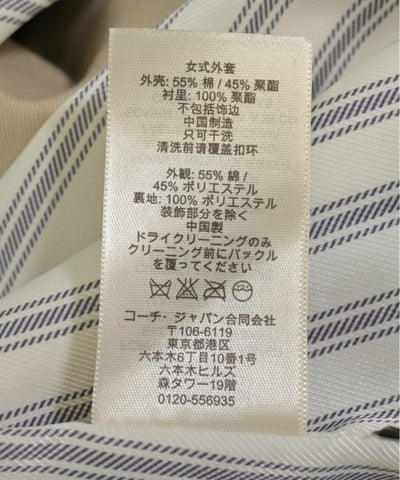 女式外套
外壳: 55% 棉 / 45% 聚酯
衬里: 100% 聚酯
不包括饰边
中国制造
只可干洗
清洗前请覆盖扣环
外観: 55% 綿 /
45% ポリエステル
裏地: 100% ポリエステル
装飾部分を除く
中国製
ドライクリーニングのみ
クリーニング前にバックル
を覆ってください
コーチ・ジャパン合同会社
〒106-6119
東京都港区
六本木6丁目10番1号
六本木ヒルズ
森タワー19階
0120-556935